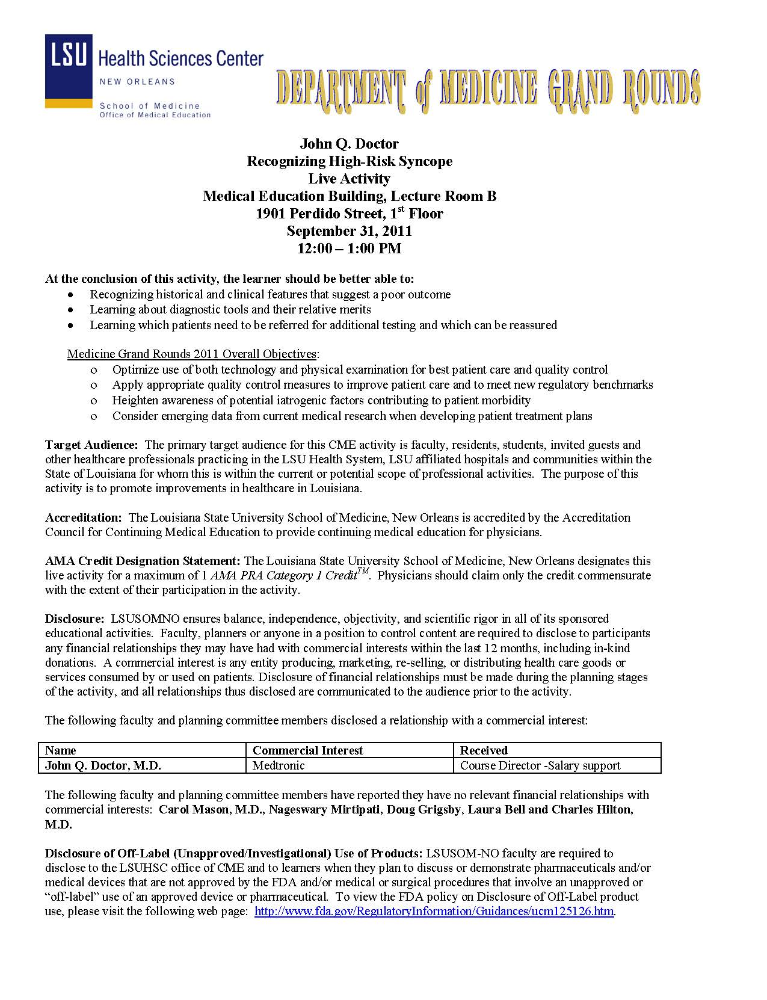 LSU
Health Sciences Center
NEW ORLEANS
School of Medicine
Office of Medical Education
DEPARTMENT of MEDICINE GRAND ROUNDS
John Q. Doctor
Recognizing High-Risk Syncope
Live Activity
Medical Education Building, Lecture Room B
1901 Perdido Street, 1st Floor
September 31, 2011
12:00 – 1:00 PM
At the conclusion of this activity, the learner should be better able to:
• Recognizing historical and clinical features that suggest a poor outcome
• Learning about diagnostic tools and their relative merits
• Learning which patients need to be referred for additional testing and which can be reassured
Medicine Grand Rounds 2011 Overall Objectives:
o Optimize use of both technology and physical examination for best patient care and quality control
o Apply appropriate quality control measures to improve patient care and to meet new regulatory benchmarks
o Heighten awareness of potential iatrogenic factors contributing to patient morbidity
o Consider emerging data from current medical research when developing patient treatment plans
Target Audience: The primary target audience for this CME activity is faculty, residents, students, invited guests and
other healthcare professionals practicing in the LSU Health System, LSU affiliated hospitals and communities within the
State of Louisiana for whom this is within the current or potential scope of professional activities. The purpose of this
activity is to promote improvements in healthcare in Louisiana.
Accreditation: The Louisiana State University School of Medicine, New Orleans is accredited by the Accreditation
Council for Continuing Medical Education to provide continuing medical education for physicians.
AMA Credit Designation Statement: The Louisiana State University School of Medicine, New Orleans designates this
live activity for a maximum of 1 AMA PRA Category 1 Credit™. Physicians should claim only the credit commensurate
with the extent of their participation in the activity.
Disclosure: LSUSOMNO ensures balance, independence, objectivity, and scientific rigor in all of its sponsored
educational activities. Faculty, planners or anyone in a position to control content are required to disclose to participants
any financial relationships they may have had with commercial interests within the last 12 months, including in-kind
donations. A commercial interest is any entity producing, marketing, re-selling, or distributing health care goods or
services consumed by or used on patients. Disclosure of financial relationships must be made during the planning stages
of the activity, and all relationships thus disclosed are communicated to the audience prior to the activity.
The following faculty and planning committee members disclosed a relationship with a commercial interest:
Name Commercial Interest Received
John Q. Doctor, M.D. Medtronic Course Director -Salary support
The following faculty and planning committee members have reported they have no relevant financial relationships with
commercial interests: Carol Mason, M.D., Nageswary Mirtipati, Doug Grigsby, Laura Bell and Charles Hilton,
M.D.
Disclosure of Off-Label (Unapproved/Investigational) Use of Products: LSUSOM-NO faculty are required to
disclose to the LSUHSC office of CME and to learners when they plan to discuss or demonstrate pharmaceuticals and/or
medical devices that are not approved by the FDA and/or medical or surgical procedures that involve an unapproved or
“off-label” use of an approved device or pharmaceutical. To view the FDA policy on Disclosure of Off-Label product
use, please visit the following web page: http://www.fda.gov/RegulatoryInformation/Guidances/ucm125126.htm.